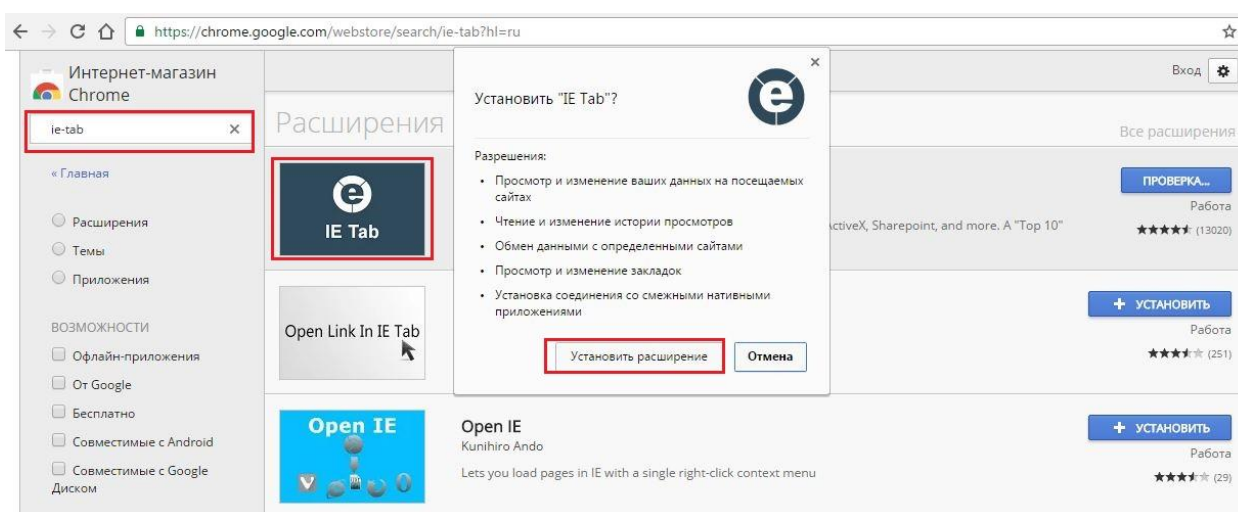 https://chrome.google.com/webstore/search/ie-tab?hl=ru
Интернет-магазин
Chrome
ie-tab
« Главная
Расширения
Темы
Приложения
ВОЗМОЖНОСТИ
Офлайн-приложения
От Google
Бесплатно
Совместимые с Android
Совместимые с Google
Диском
Вход
Расширения
Все расширения
IE Tab
ActiveX, Sharepoint, and more. A "Top 10"
ПРОВЕРКА...
Работа
(13020)
Установить "IE Tab"?
Разрешения:
• Просмотр и изменение ваших данных на посещаемых
сайтах
• Чтение и изменение истории просмотров
• Обмен данными с определенными сайтами
• Просмотр и изменение закладок
• Установка соединения со смежными нативными
приложениями
Установить расширение
Отмена
Open Link In IE Tab
+ УСТАНОВИТЬ
Работа
(251)
Open IE
Open IE
Kunihiro Ando
Lets you load pages in IE with a single right-click context menu
+ УСТАНОВИТЬ
Работа
(29)